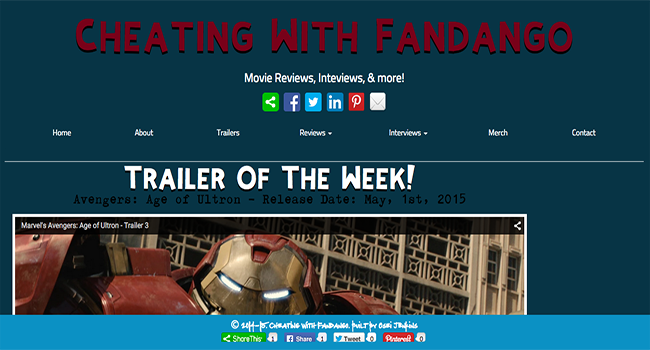 Cheating With Fandango
Movie Reviews, Inteviews, & more!
Home About Trailers Reviews Interviews Merch Contact
Trailer Of The Week!
Avengers: Age of Ultron - Release Date: May, 1st, 2015
Marvel's Avengers: Age of Ultron - Trailer 3
© 2014-15. Cheating With Fandango. Built by Jenkins
ShareThis 1 Share 1 Tweet 0 Pinterest 0